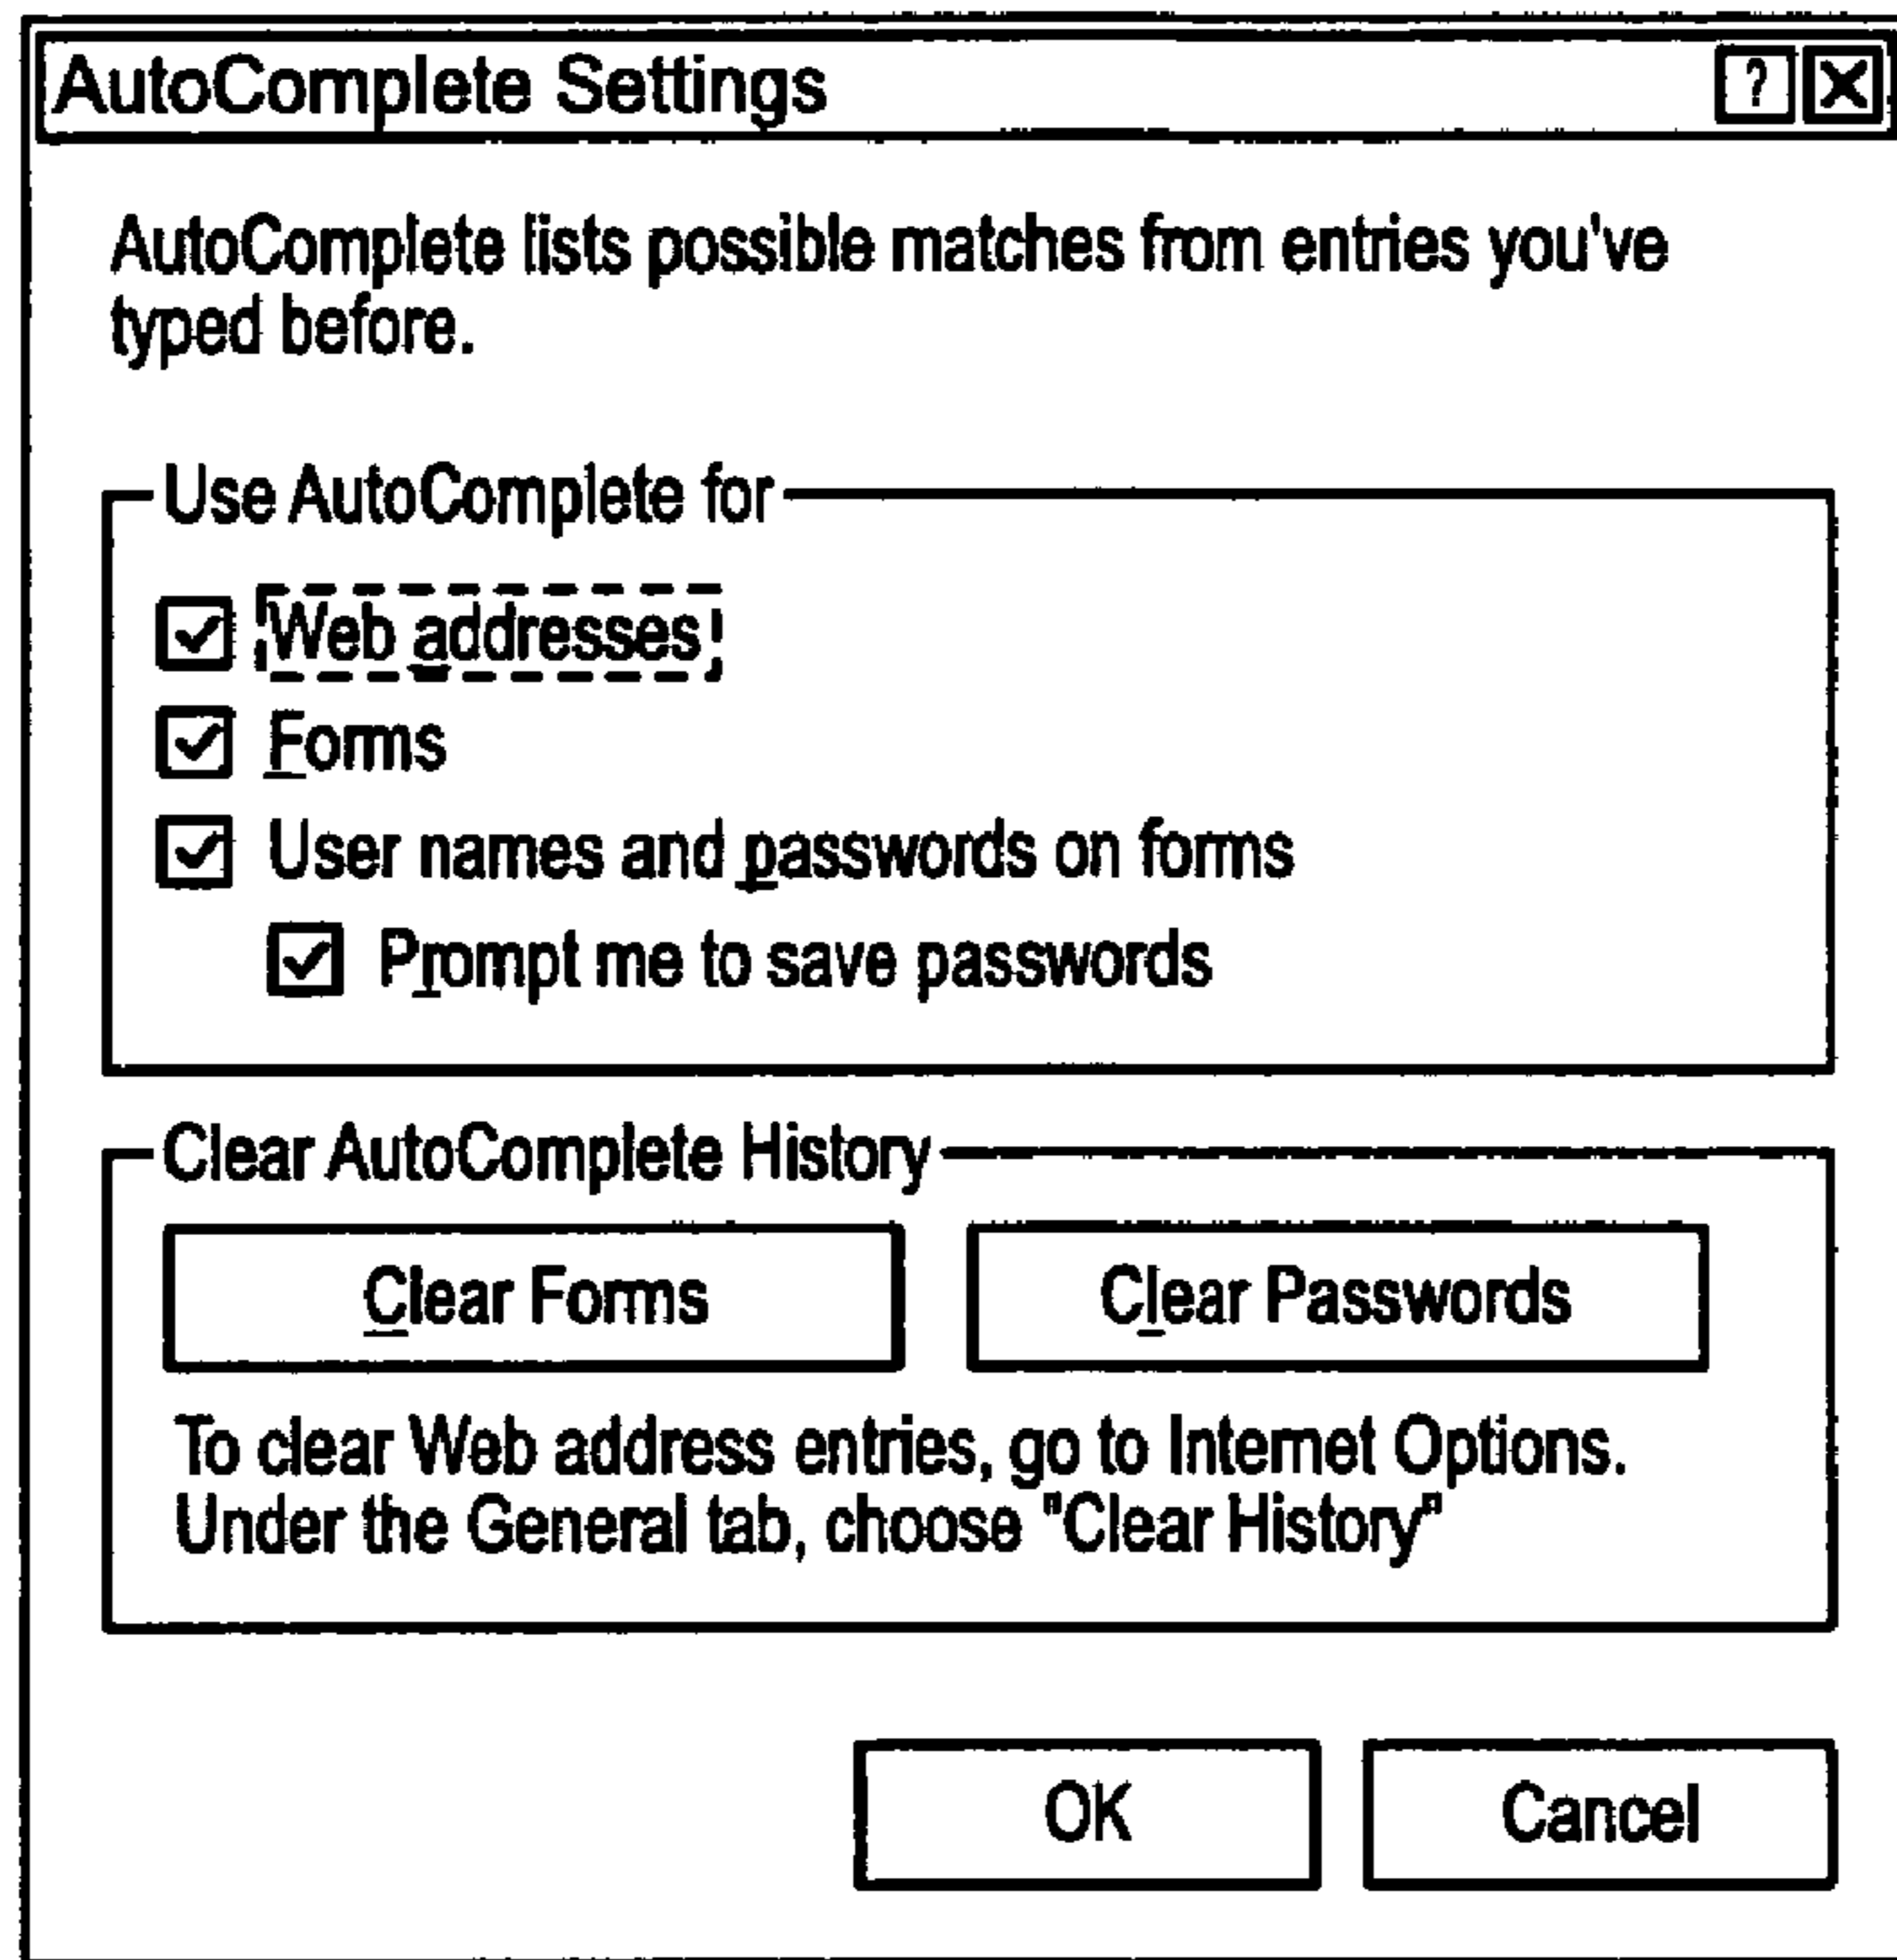 AutoComplete Settings ?
AutoComplete lists possible matches from entries you've
typed before.
Use AutoComplete for
Web addresses
Forms
User names and passwords on forms
Prompt me to save passwords
Clear AutoComplete History
Clear Forms Clear Passwords
To clear Web address entries, go to Internet Options.
Under the General tab, choose "Clear History"
OK Cancel